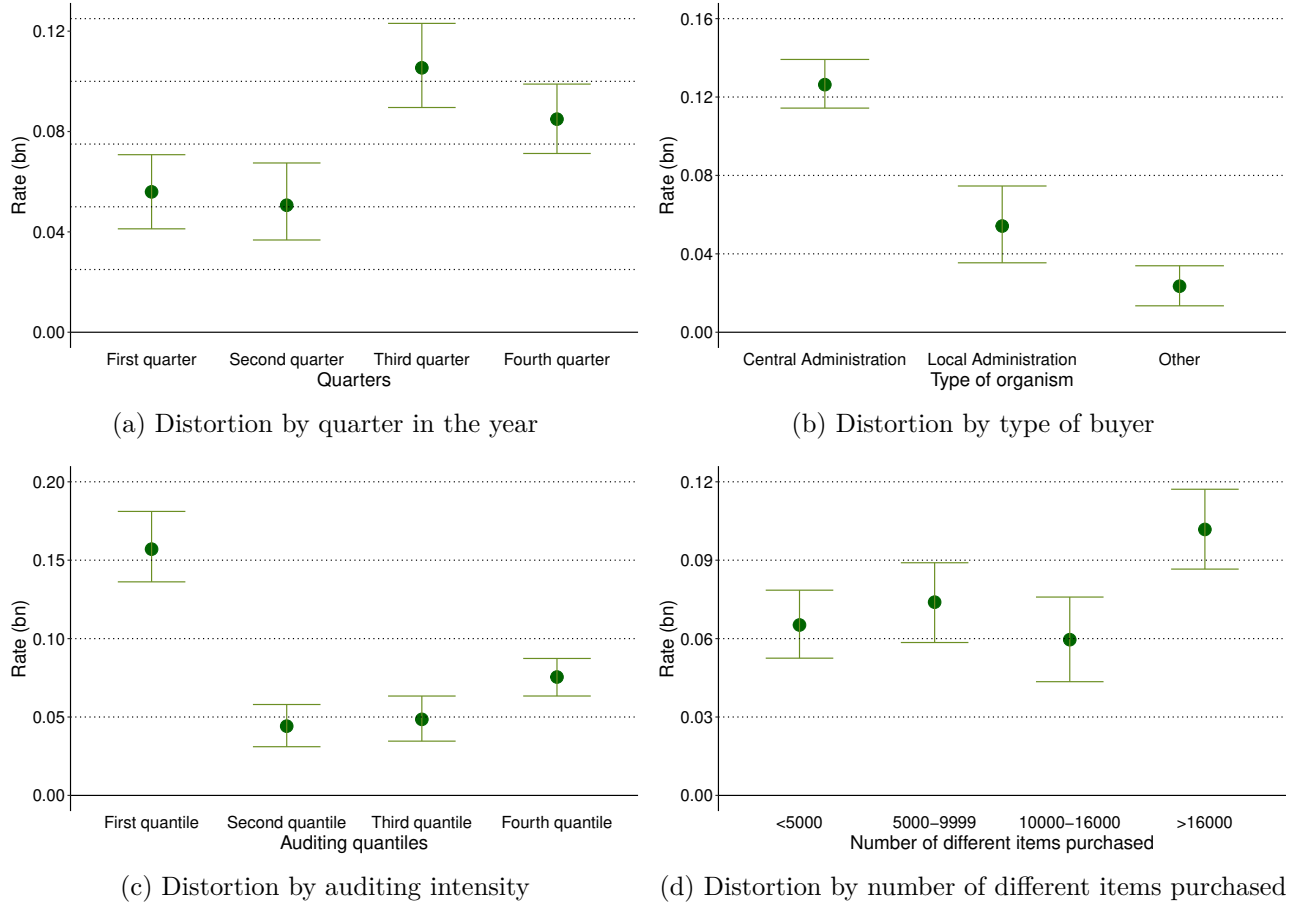 0.12
0.08
0.04
0.00
Rate (bn)
First quarter Second quarter Third quarter Fourth quarter
Quarters
(a) Distortion by quarter in the year
0.16
0.12
0.08
0.04
0.00
Rate (bn)
Central Administration Local Administration Other
Type of organism
(b) Distortion by type of buyer
0.20
0.15
0.10
0.05
0.00
Rate (bn)
First quantile Second quantile Third quantile Fourth quantile
Auditing quantiles
(c) Distortion by auditing intensity
0.12
0.09
0.06
0.03
0.00
Rate (bn)
<5000 5000−9999 10000−16000 >16000
Number of different items purchased
(d) Distortion by number of different items purchased